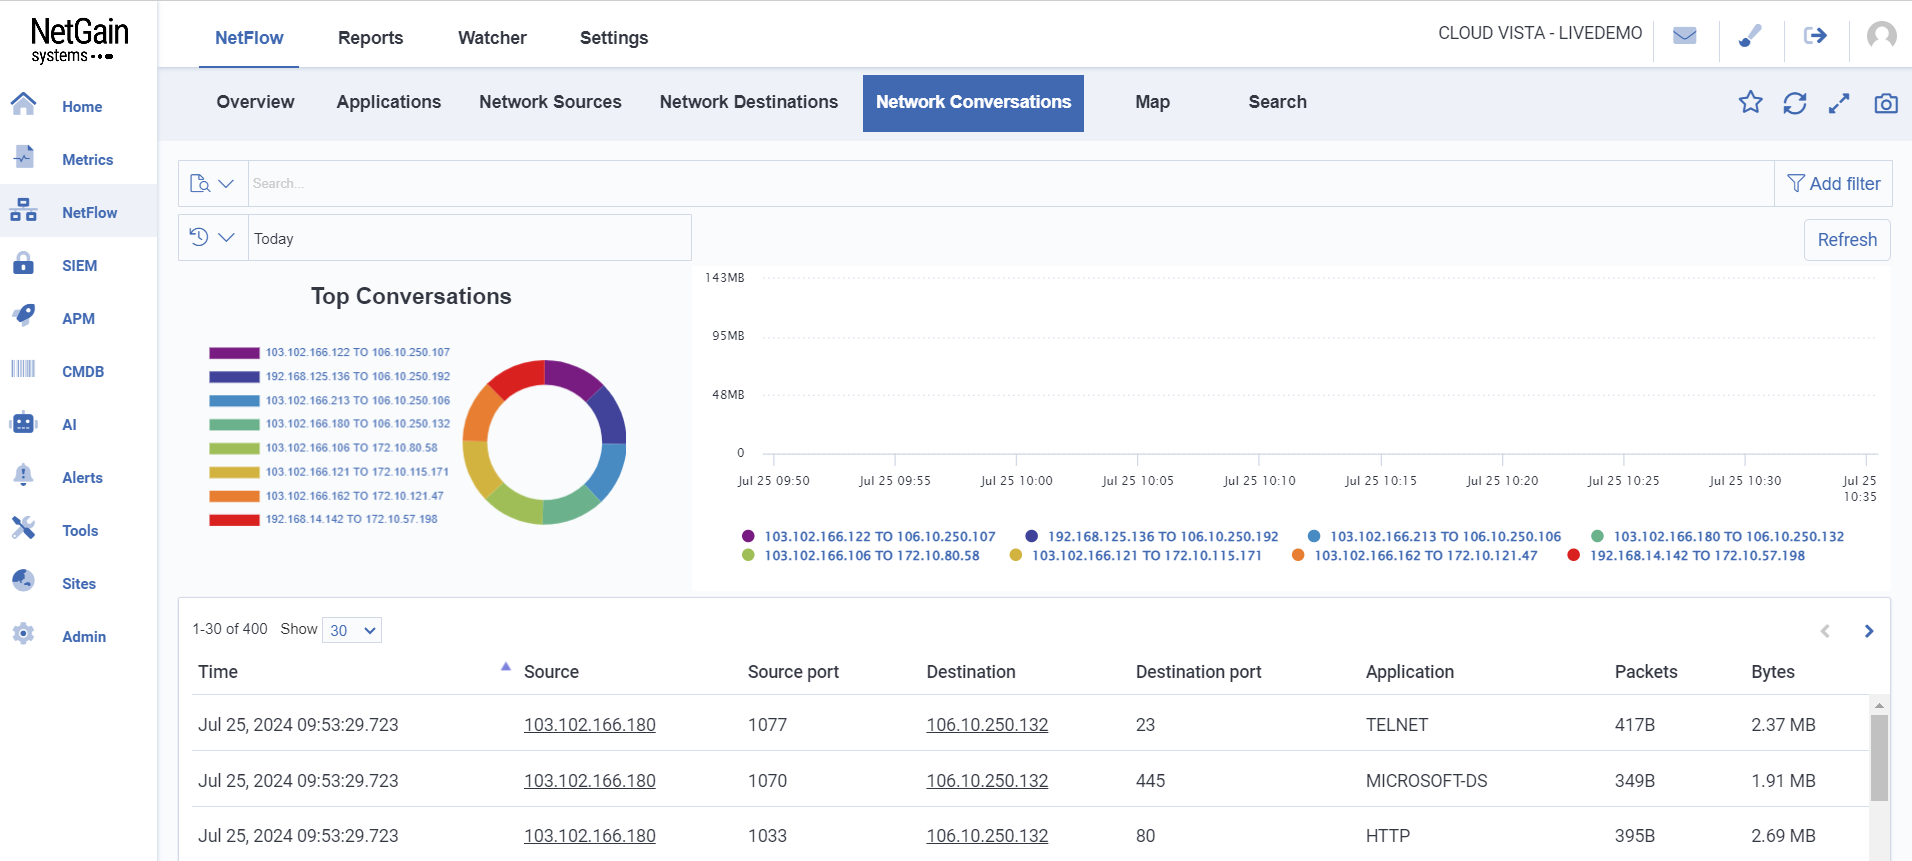 NetGain
systems
NetFlow Reports Watcher Settings
CLOUD VISTA - LIVEDEMO
Home
Metrics
NetFlow
SIEM
APM
CMDB
AI
Alerts
Tools
Sites
Admin
Overview Applications Network Sources Network Destinations Network Conversations Map Search
Search...
Add filter
Today
Refresh
Top Conversations
103.102.166.122 TO 106.10.250.107
192.168.125.136 TO 106.10.250.192
103.102.166.213 TO 106.10.250.106
103.102.166.180 TO 106.10.250.132
103.102.166.106 TO 172.10.80.58
103.102.166.121 TO 172.10.115.171
103.102.166.162 TO 172.10.121.47
192.168.14.142 TO 172.10.57.198
143MB
95MB
48MB
0
Jul 25 09:50 Jul 25 09:55 Jul 25 10:00 Jul 25 10:05 Jul 25 10:10 Jul 25 10:15 Jul 25 10:20 Jul 25 10:25 Jul 25 10:30 Jul 25 10:35
103.102.166.122 TO 106.10.250.107 192.168.125.136 TO 106.10.250.192 103.102.166.213 TO 106.10.250.106 103.102.166.180 TO 106.10.250.132
103.102.166.106 TO 172.10.80.58 103.102.166.121 TO 172.10.115.171 103.102.166.162 TO 172.10.121.47 192.168.14.142 TO 172.10.57.198
1-30 of 400 Show 30
Time Source Source port Destination Destination port Application Packets Bytes
Jul 25, 2024 09:53:29.723 103.102.166.180 1077 106.10.250.132 23 TELNET 417B 2.37 MB
Jul 25, 2024 09:53:29.723 103.102.166.180 1070 106.10.250.132 445 MICROSOFT-DS 349B 1.91 MB
Jul 25, 2024 09:53:29.723 103.102.166.180 1033 106.10.250.132 80 HTTP 395B 2.69 MB